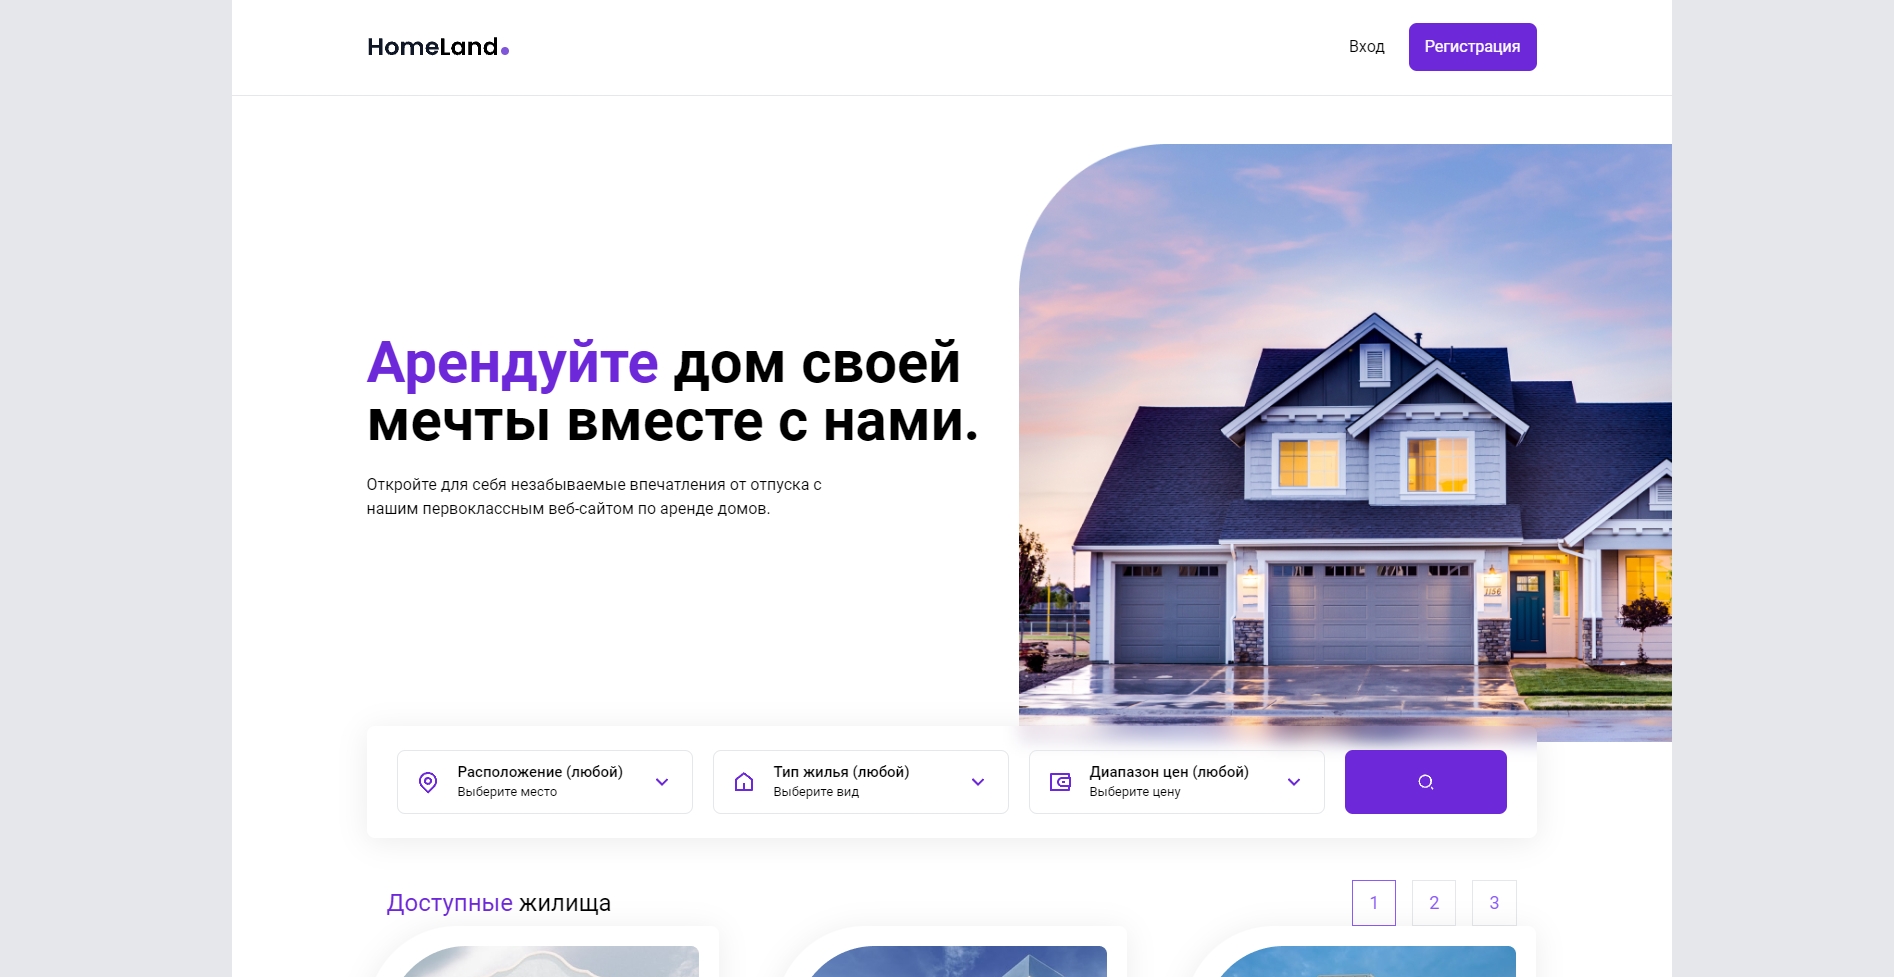 HomeLand
Вход
Регистрация
Арендуйте дом своей
мечты вместе с нами.
Откройте для себя незабываемые впечатления от отпуска с
нашим первоклассным веб-сайтом по аренде домов.
1156
Расположение (любой)
Выберите место
Тип жилья (любой)
Выберите вид
Диапазон цен (любой)
Выберите цену
Доступные жилища
1
2
3